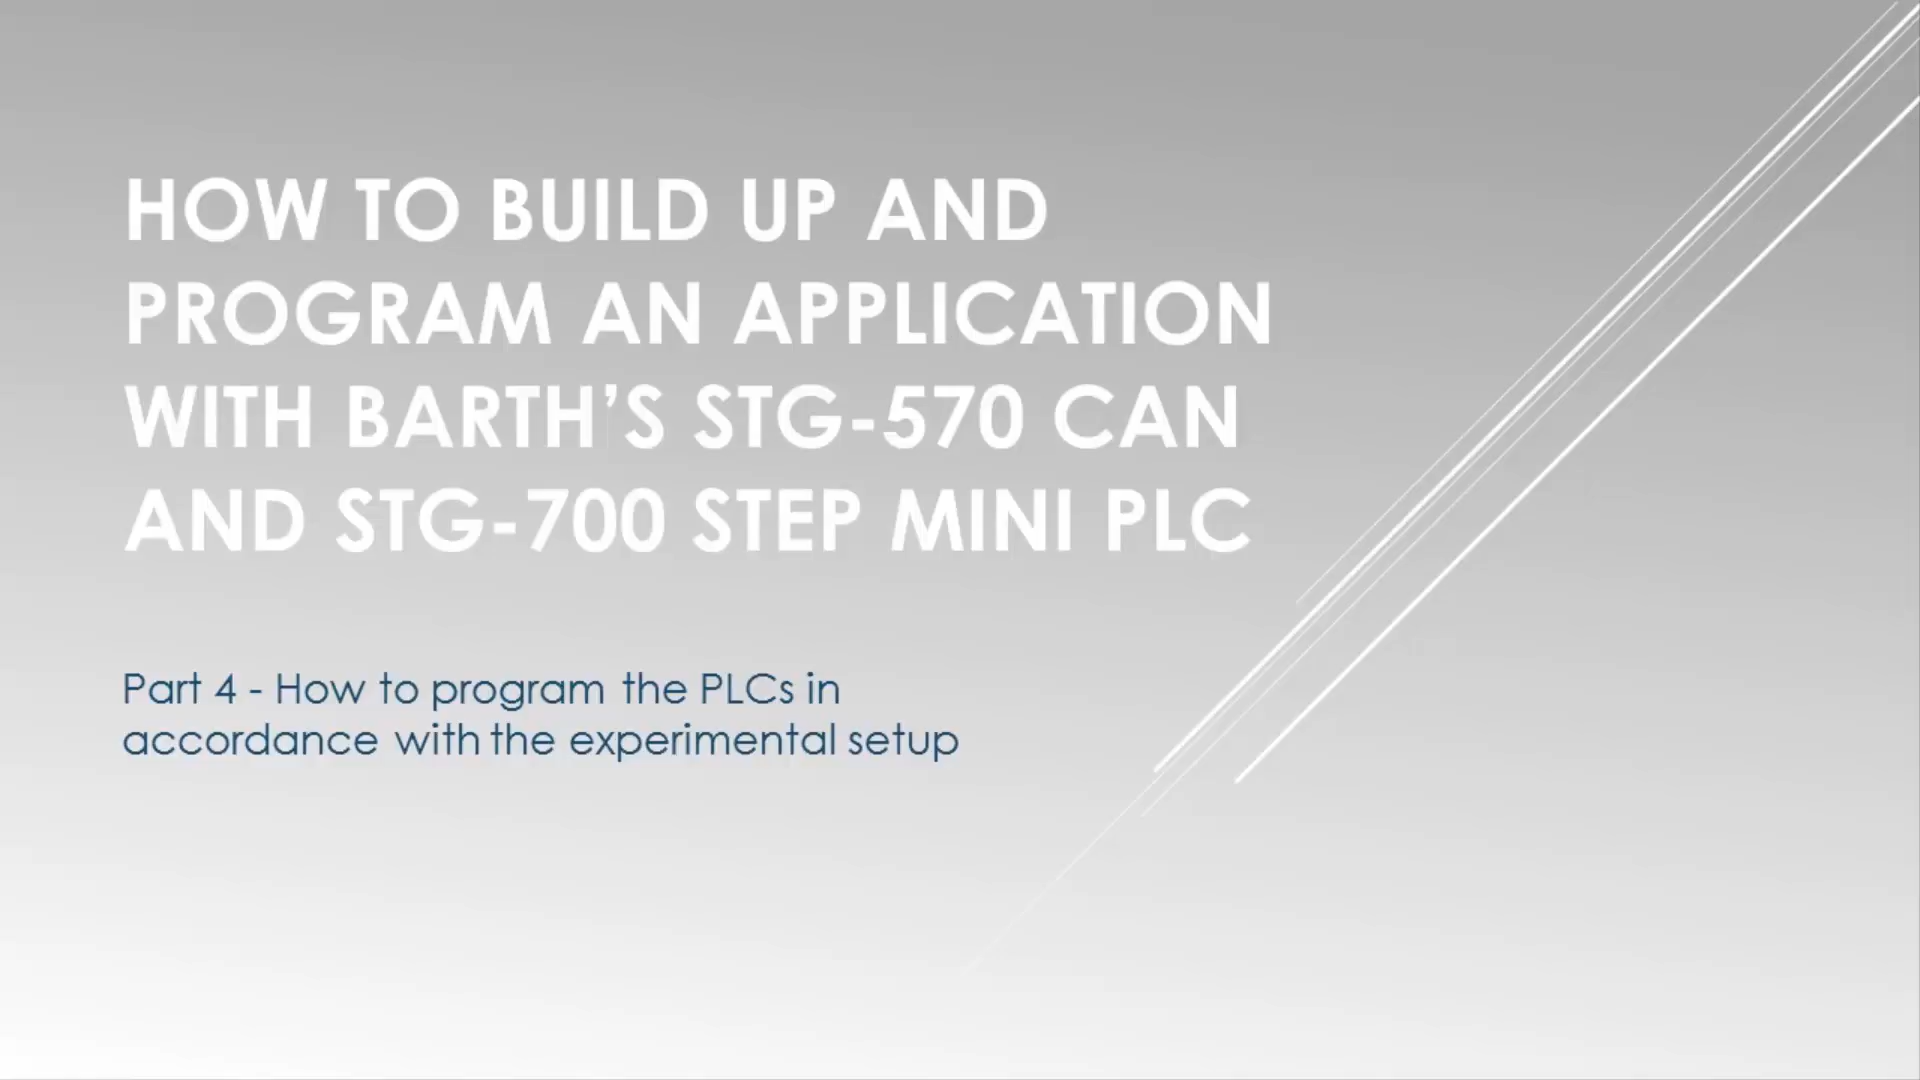 HOW TO BUILD UP AND
PROGRAM AN APPLICATION
WITH BARTH’S STG-570 CAN
AND STG-700 STEP MINI PLC
Part 4 - How to program the PLCs in
accordance with the experimental setup